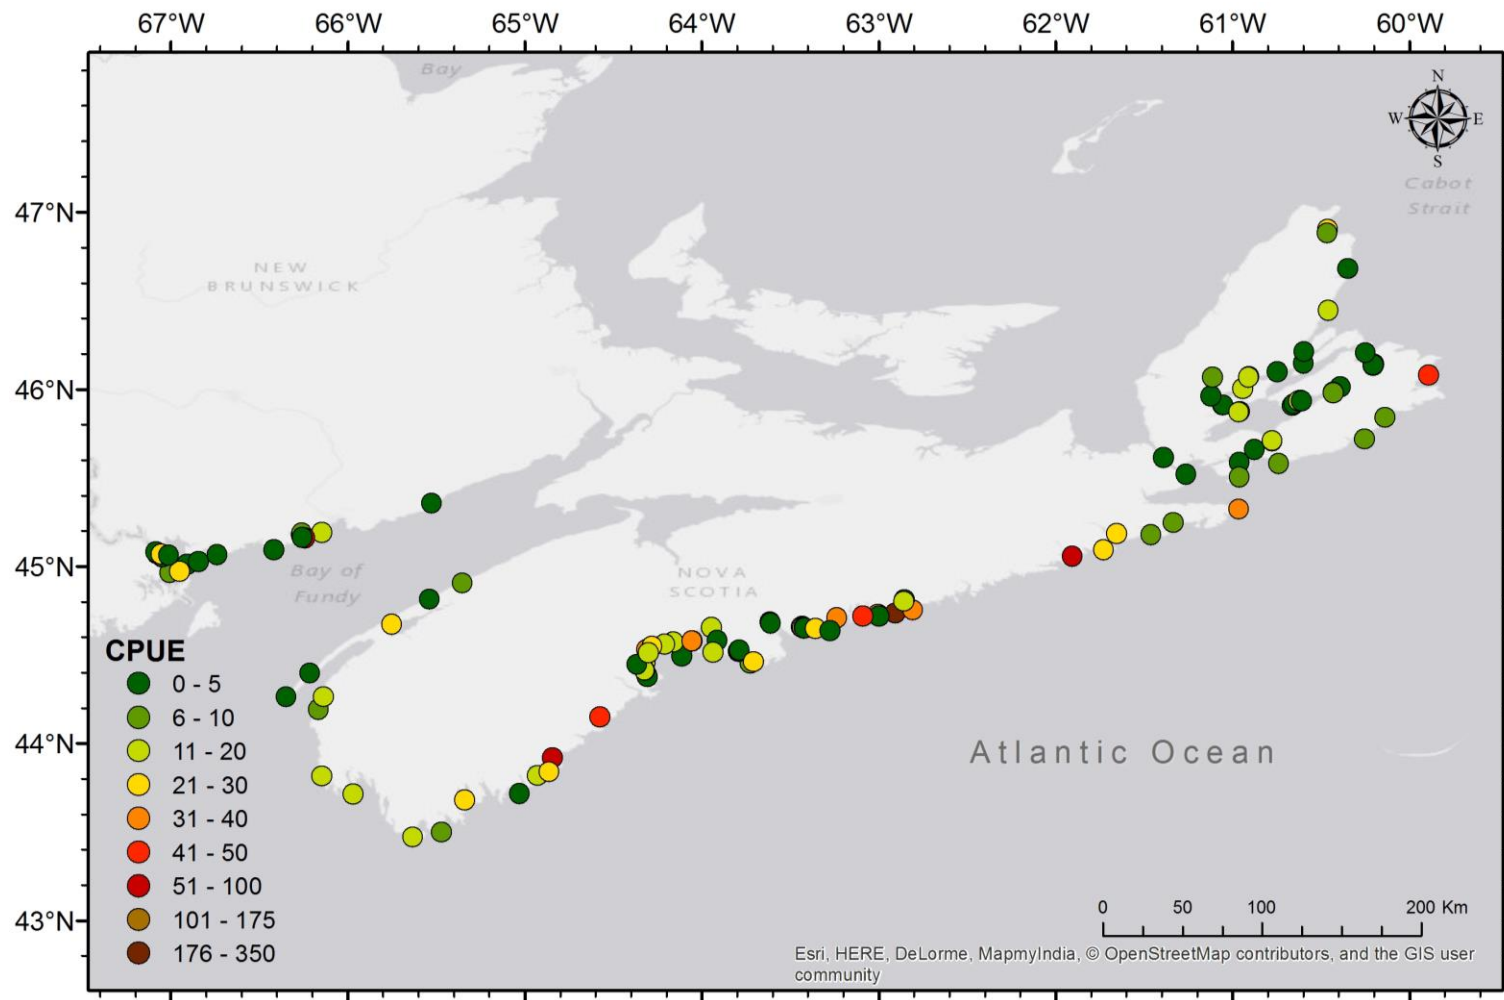 67°W 66°W 65°W 64°W 63°W 62°W 61°W 60°W
Bay
N
W E
S
Cabot
Strait
47°N
NEW
BRUNSWICK
46°N
45°N
Bay of
Fundy
NOVA
SCOTIA
CPUE
0 - 5
6 - 10
11 - 20
21 - 30
31 - 40
41 - 50
51 - 100
101 - 175
176 - 350
44°N
Atlantic Ocean
43°N
0 50 100 200 Km
Esri, HERE, DeLorme, MapmyIndia, © OpenStreetMap contributors, and the GIS user
community